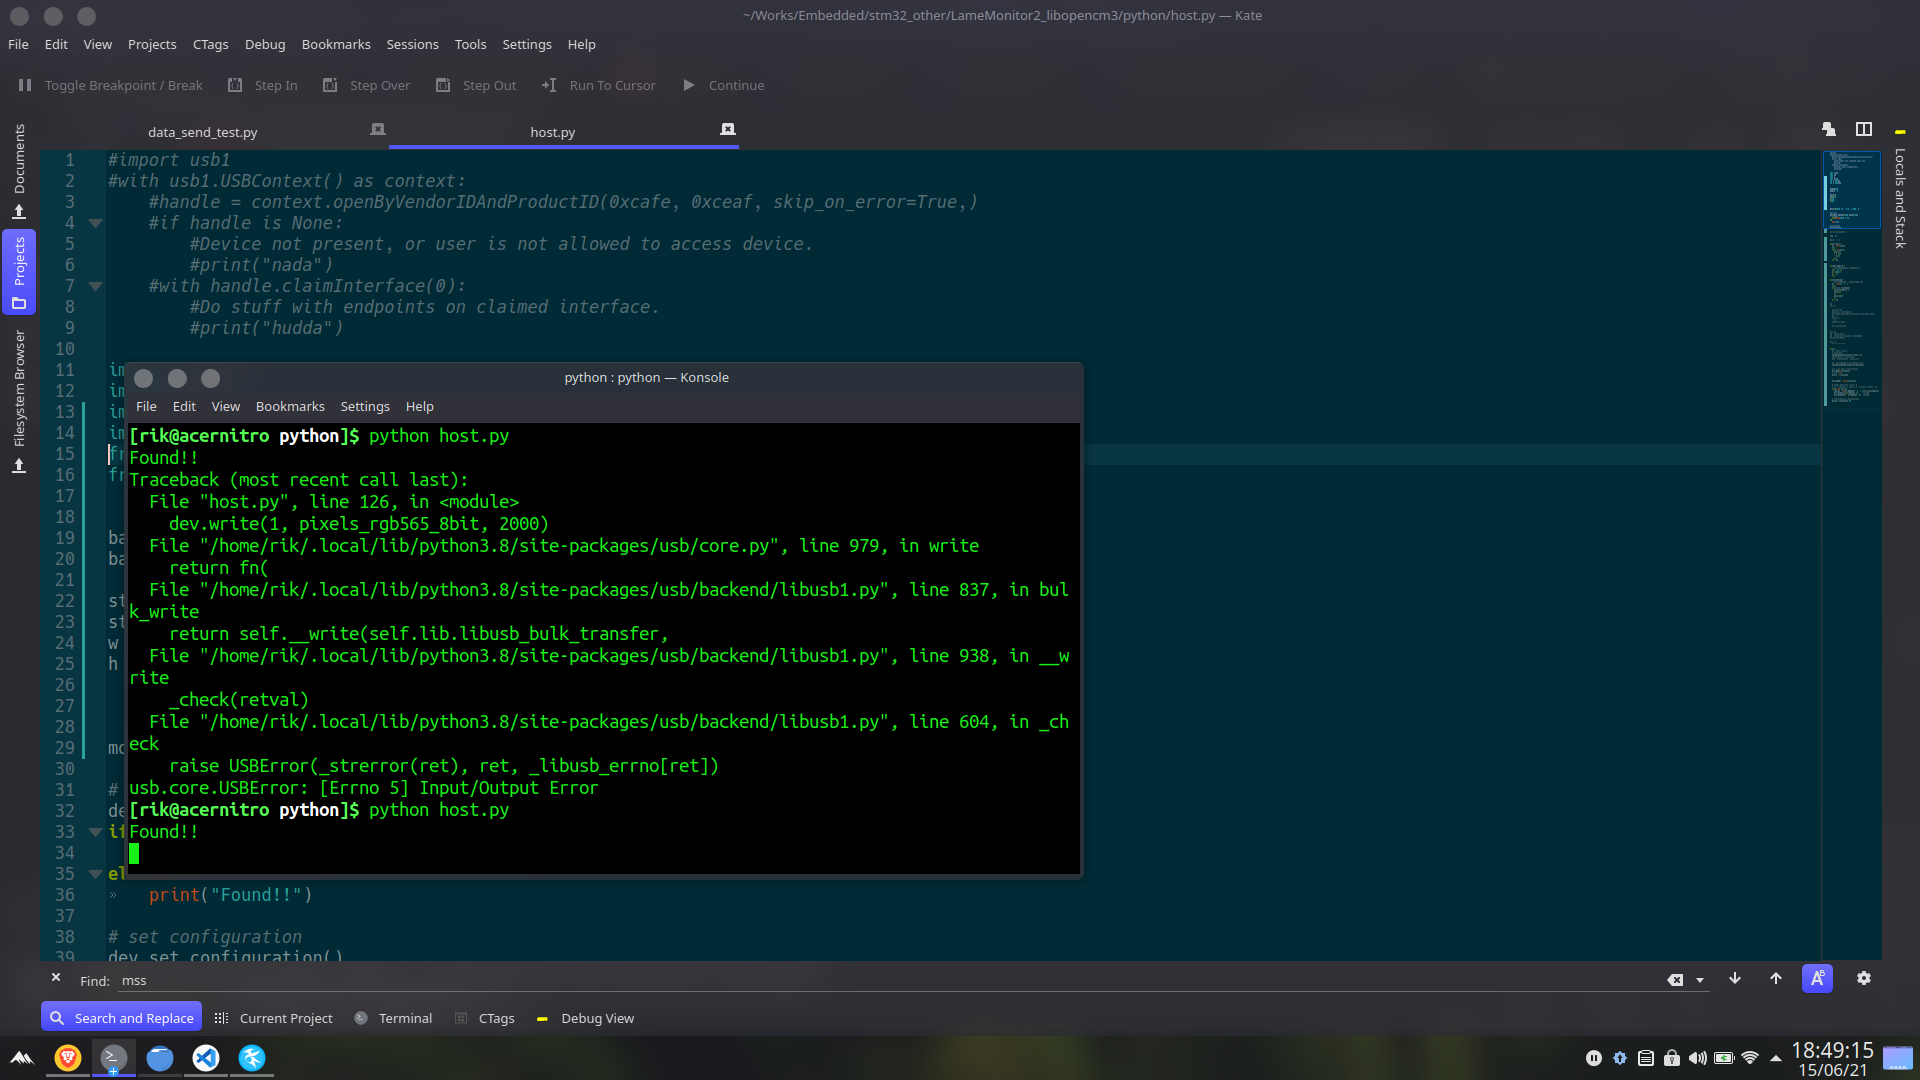 ~/Works/Embedded/stm32_other/LameMonitor2_libopencm3/python/host.py — Kate
File Edit View Projects CTags Debug Bookmarks Sessions Tools Settings Help
Toggle Breakpoint / Break Step In Step Over Step Out Run To Cursor Continue
data_send_test.py host.py
Documents
Projects
Filesystem Browser
Locals and Stack
1 #import usb1
2 #with usb1.USBContext() as context:
3 #handle = context.openByVendorIDAndProductID(0xcafe, 0xceaf, skip_on_error=True,)
4 #if handle is None:
5 #Device not present, or user is not allowed to access device.
6 #print("nada")
7 #with handle.claimInterface(0):
8 #Do stuff with endpoints on claimed interface.
9 #print("hudda")
10
11 im
12 im
13 im
14 im
15 fr
16 fr
17
18
19 ba
20 ba
21
22 st
23 st
24 w
25 h
26
27
28
29 mo
30
31 #
32 de
33 if
34
35 el
36 » print("Found!!")
37
38 # set configuration
39 dev.set_configuration()
python : python — Konsole
File Edit View Bookmarks Settings Help
[rik@acernitro python]$ python host.py
Found!!
Traceback (most recent call last):
File "host.py", line 126, in <module>
dev.write(1, pixels_rgb565_8bit, 2000)
File "/home/rik/.local/lib/python3.8/site-packages/usb/core.py", line 979, in write
return fn(
File "/home/rik/.local/lib/python3.8/site-packages/usb/backend/libusb1.py", line 837, in bul
k_write
return self.__write(self.lib.libusb_bulk_transfer,
File "/home/rik/.local/lib/python3.8/site-packages/usb/backend/libusb1.py", line 938, in __w
rite
_check(retval)
File "/home/rik/.local/lib/python3.8/site-packages/usb/backend/libusb1.py", line 604, in _ch
eck
raise USBError(_strerror(ret), ret, _libusb_errno[ret])
usb.core.USBError: [Errno 5] Input/Output Error
[rik@acernitro python]$ python host.py
Found!!
Find: mss
Search and Replace Current Project Terminal CTags Debug View
18:49:15
15/06/21